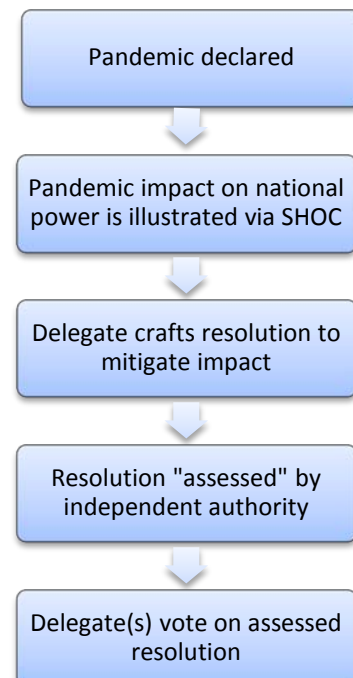 Pandemic declared
Pandemic impact on national
power is illustrated via SHOC
Delegate crafts resolution to
mitigate impact
Resolution "assessed" by
independent authority
Delegate(s) vote on assessed
resolution